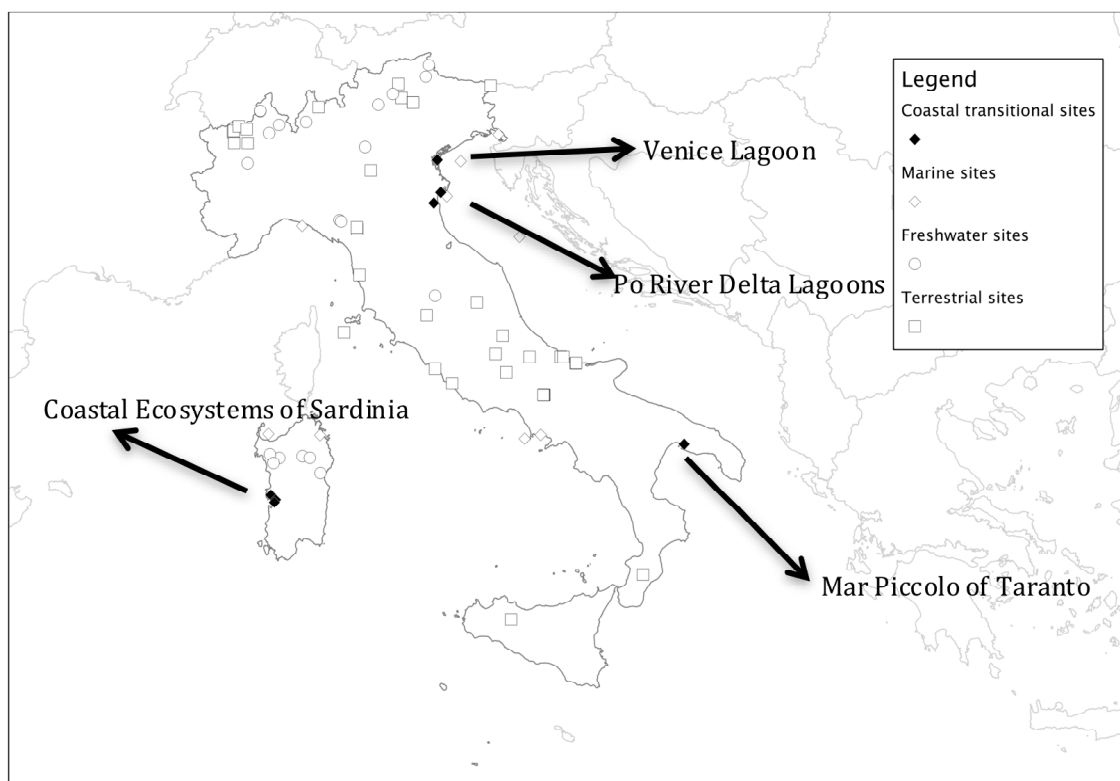 Legend
Coastal transitional sites
Marine sites
Freshwater sites
Terrestrial sites
Venice Lagoon
Po River Delta Lagoons
Coastal Ecosystems of Sardinia
Mar Piccolo of Taranto